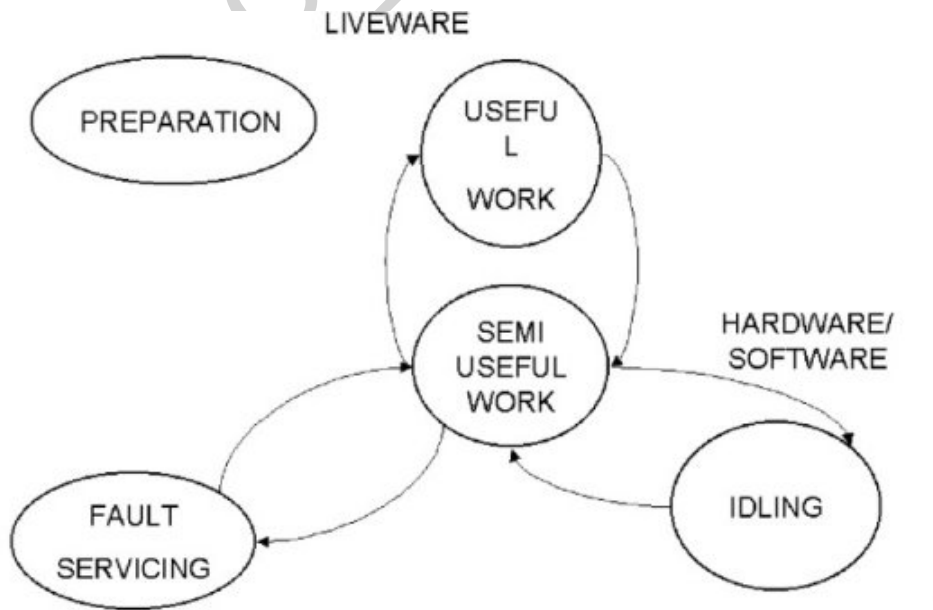 LIVEWARE
PREPARATION
USEFU
L
WORK
SEMI
USEFUL
WORK
HARDWARE/
SOFTWARE
FAULT
SERVICING
IDLING